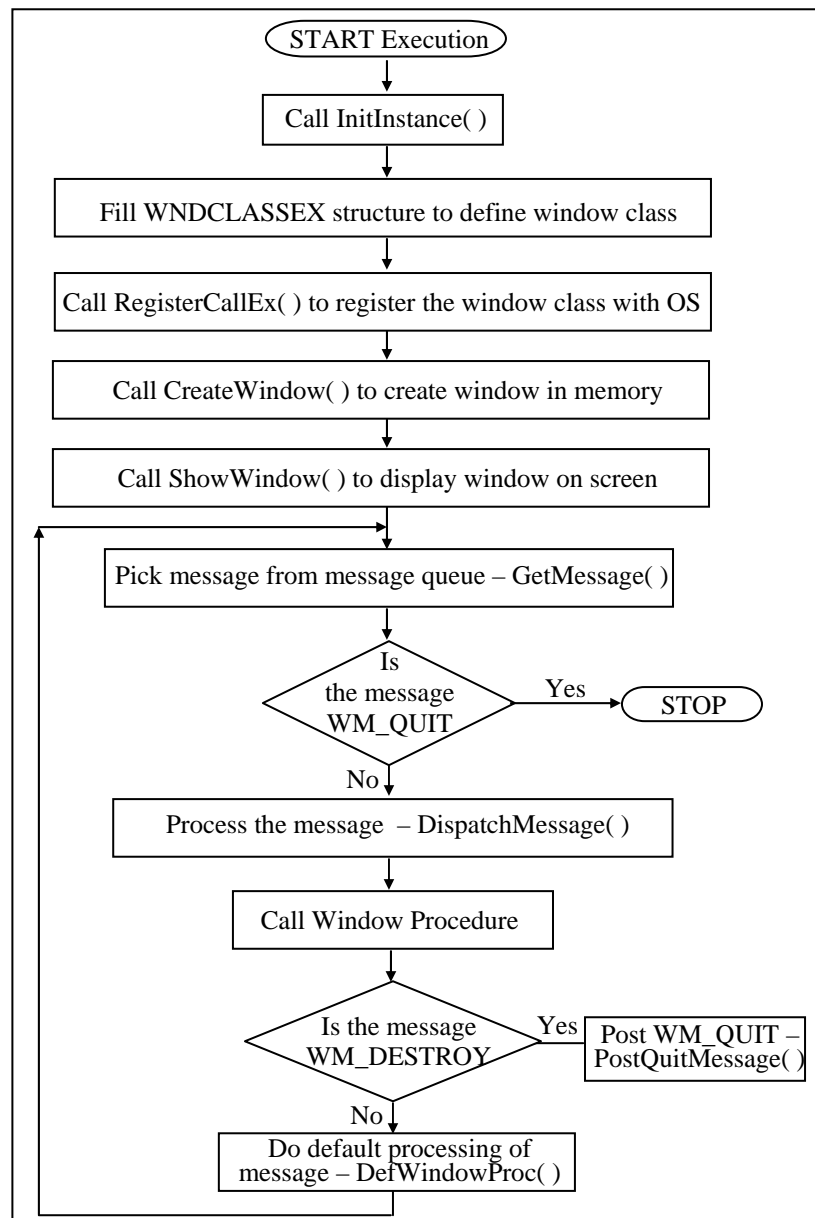 START Execution
Call InitInstance( )
Fill WNDCLASSEX structure to define window class
Call RegisterCallEx( ) to register the window class with OS
Call CreateWindow( ) to create window in memory
Call ShowWindow( ) to display window on screen
Pick message from message queue – GetMessage( )
Is
the message
WM_QUIT
Yes
STOP
No
Process the message – DispatchMessage( )
Call Window Procedure
Is the message
WM_DESTROY
Yes
Post WM_QUIT –
PostQuitMessage( )
No
Do default processing of
message – DefWindowProc( )